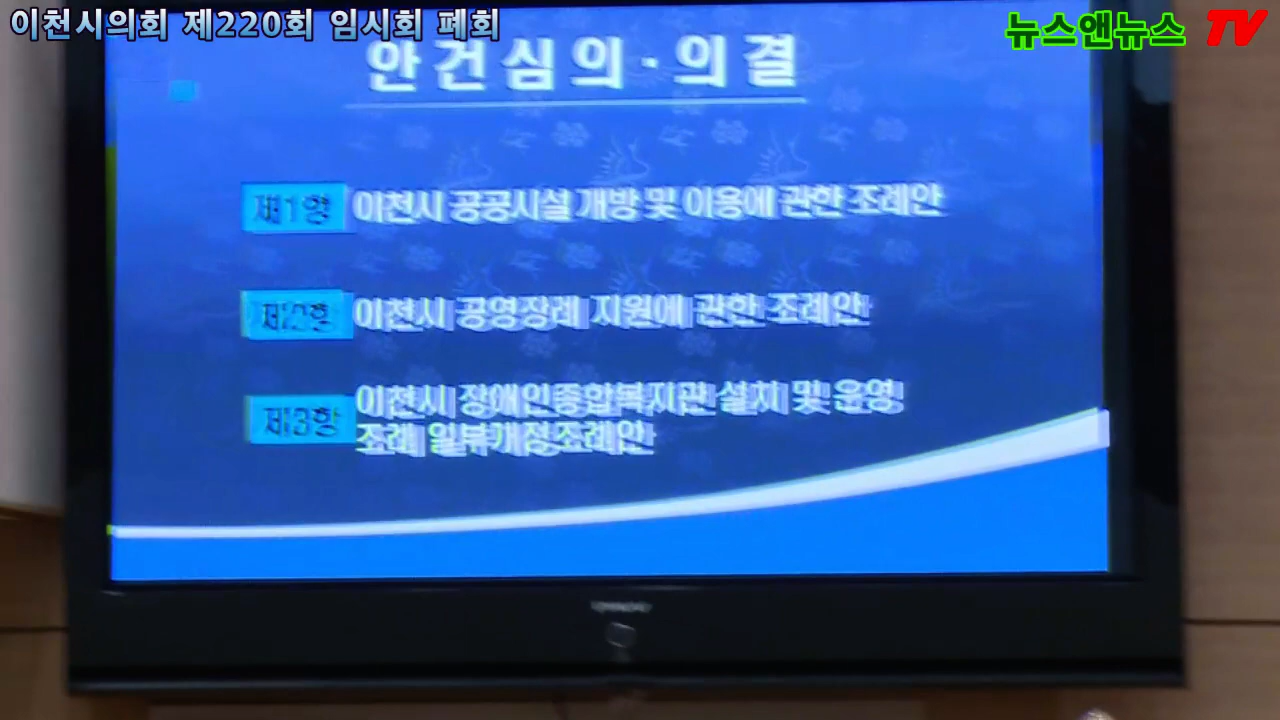 이천시의회 제220회 임시회 폐회
뉴스앤뉴스 TV
안건심의·의결
제1항 이천시 공공시설 개방 및 이용에 관한 조례안
제2항 이천시 공영장례 지원에 관한 조례안
제3항 이천시 장애인종합복지관 설치 및 운영
조례 일부개정조례안